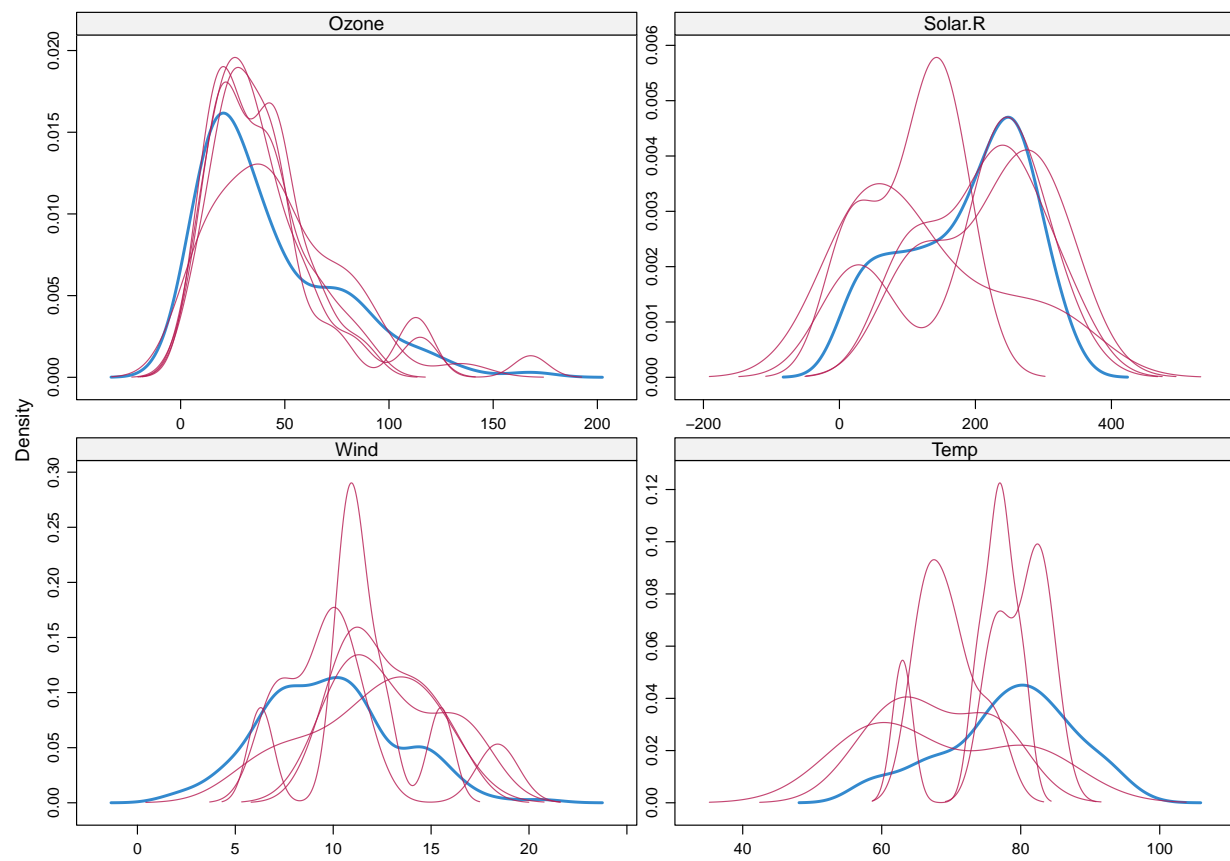 Ozone
Solar.R
0.000 0.005 0.010 0.015 0.020
0.000 0.001 0.002 0.003 0.004 0.005 0.006
0 50 100 150 200
−200 0 200 400
Density
Wind
Temp
0.00 0.05 0.10 0.15 0.20 0.25 0.30
0.00 0.02 0.04 0.06 0.08 0.10 0.12
0 5 10 15 20
40 60 80 100